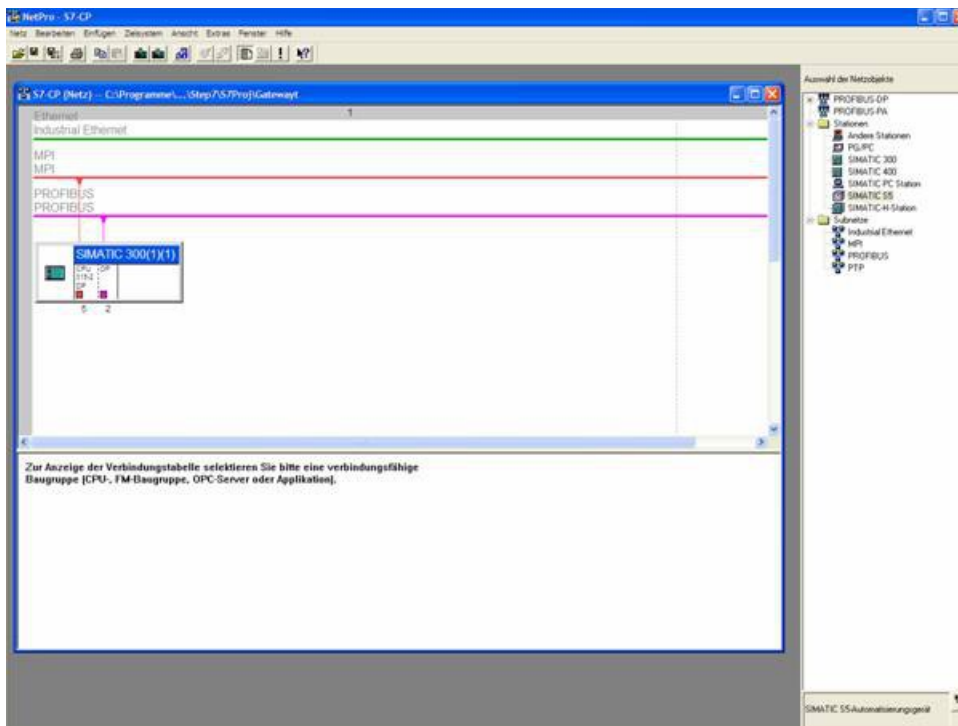 NetPro - S7-CP
Netz Bearbeiten Einfügen Zielsystem Ansicht Extras Fenster Hilfe
S7-CP (Netz) -- C:\Programme\...\Step7\S7Proj\Gatewayt
Ethernet
1
Industrial Ethernet
MPI
MPI
PROFIBUS
PROFIBUS
SIMATIC 300(1)(1)
CPU DP
DP
2
Zur Anzeige der Verbindungstabelle selektieren Sie bitte eine verbindungsfähige
Baugruppe (CPU-, FM-Baugruppe, OPC-Server oder Applikation).
Auswahl der Netzobjekte
PROFIBUS-DP
PROFIBUS-PA
Stationen
Andere Stationen
PG/PC
SIMATIC 300
SIMATIC 400
SIMATIC PC Station
SIMATIC S5
SIMATIC-H-Station
Subnetze
Industrial Ethernet
MPI
PROFIBUS
PTP
SIMATIC S5-Automatisierungsgerät